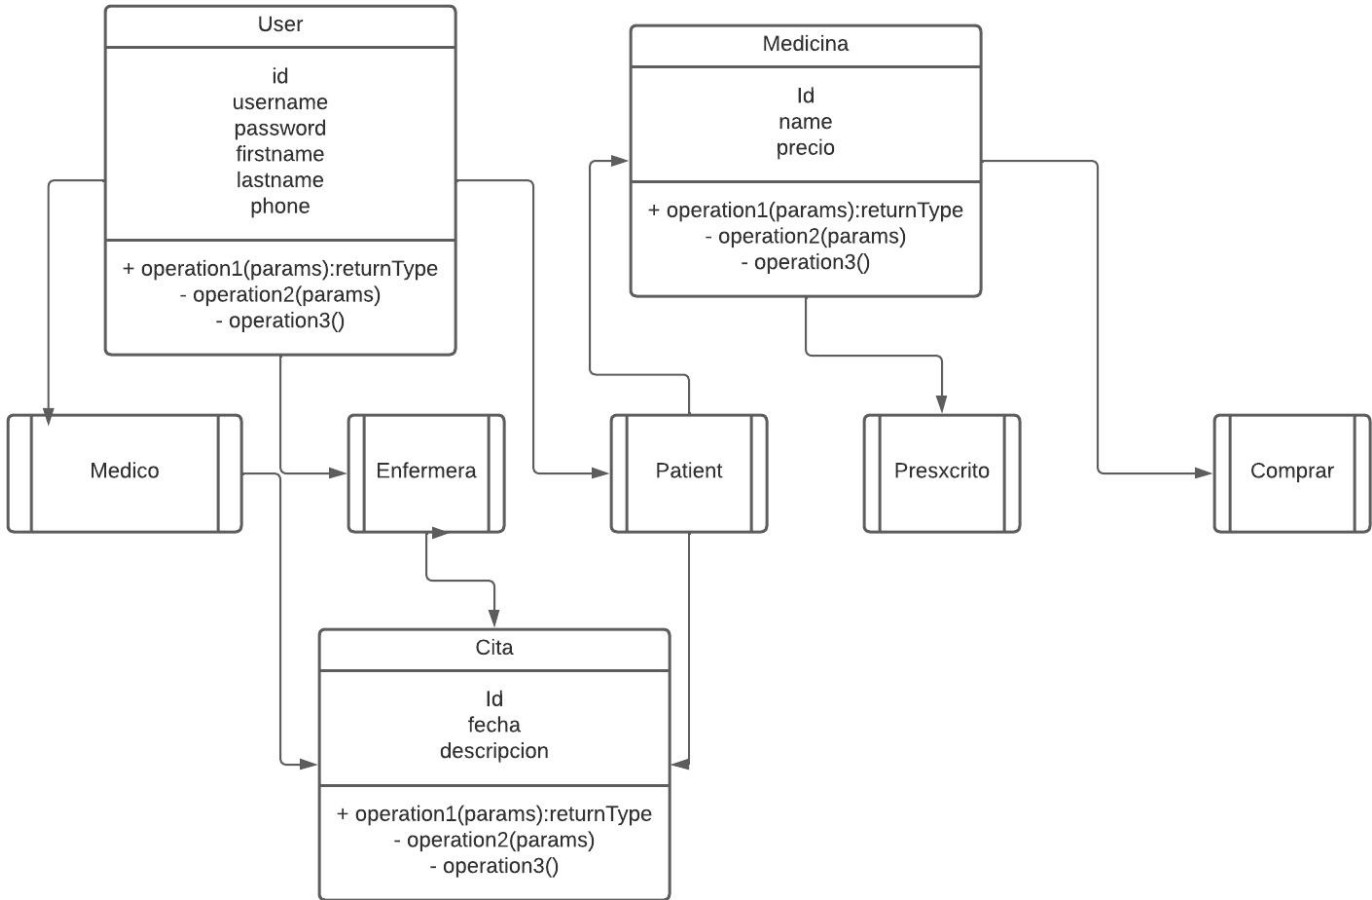 User
id
username
password
firstname
lastname
phone
+ operation1(params):returnType
- operation2(params)
- operation3()
Medicina
Id
name
precio
+ operation1(params):returnType
- operation2(params)
- operation3()
Medico
Enfermera
Patient
Presxcrito
Comprar
Cita
Id
fecha
descripcion
+ operation1(params):returnType
- operation2(params)
- operation3()